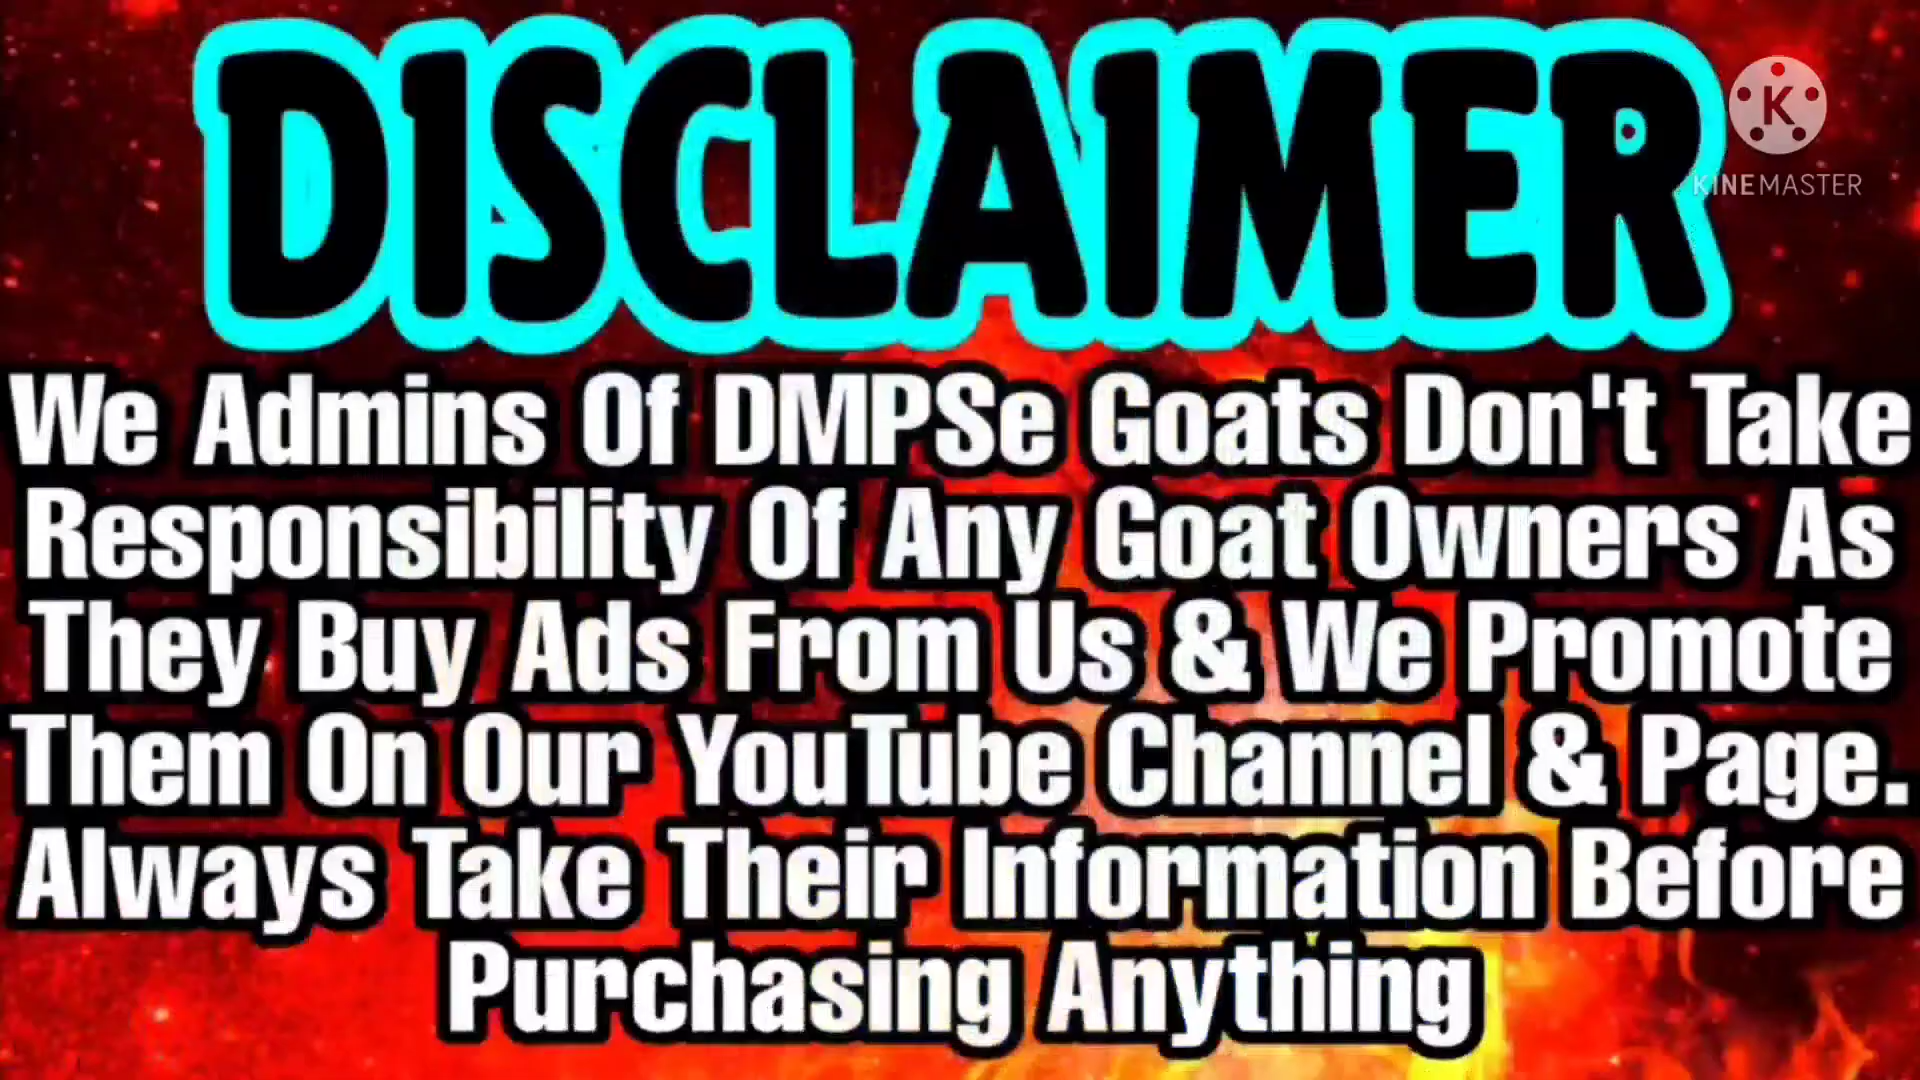 DISCLAIMER
K
KINEMASTER
We Admins Of DMPSe Goats Don't Take
Responsibility Of Any Goat Owners As
They Buy Ads From Us & We Promote
Them On Our YouTube Channel & Page.
Always Take Their Information Before
Purchasing Anything